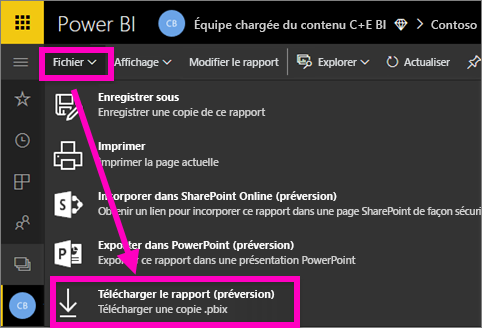 Power BI CB Équipe chargée du contenu C+E BI Contoso
Fichier Affichage Modifier le rapport Explorer Actualiser
Enregistrer sous
Enregistrer une copie de ce rapport
Imprimer
Imprimer la page actuelle
Incorporer dans SharePoint Online (préversion)
Obtenir un lien pour incorporer ce rapport dans une page SharePoint de façon sécuri
Exporter dans PowerPoint (préversion)
Exporter ce rapport dans une présentation PowerPoint
Télécharger le rapport (préversion)
Télécharger une copie .pbix
CB